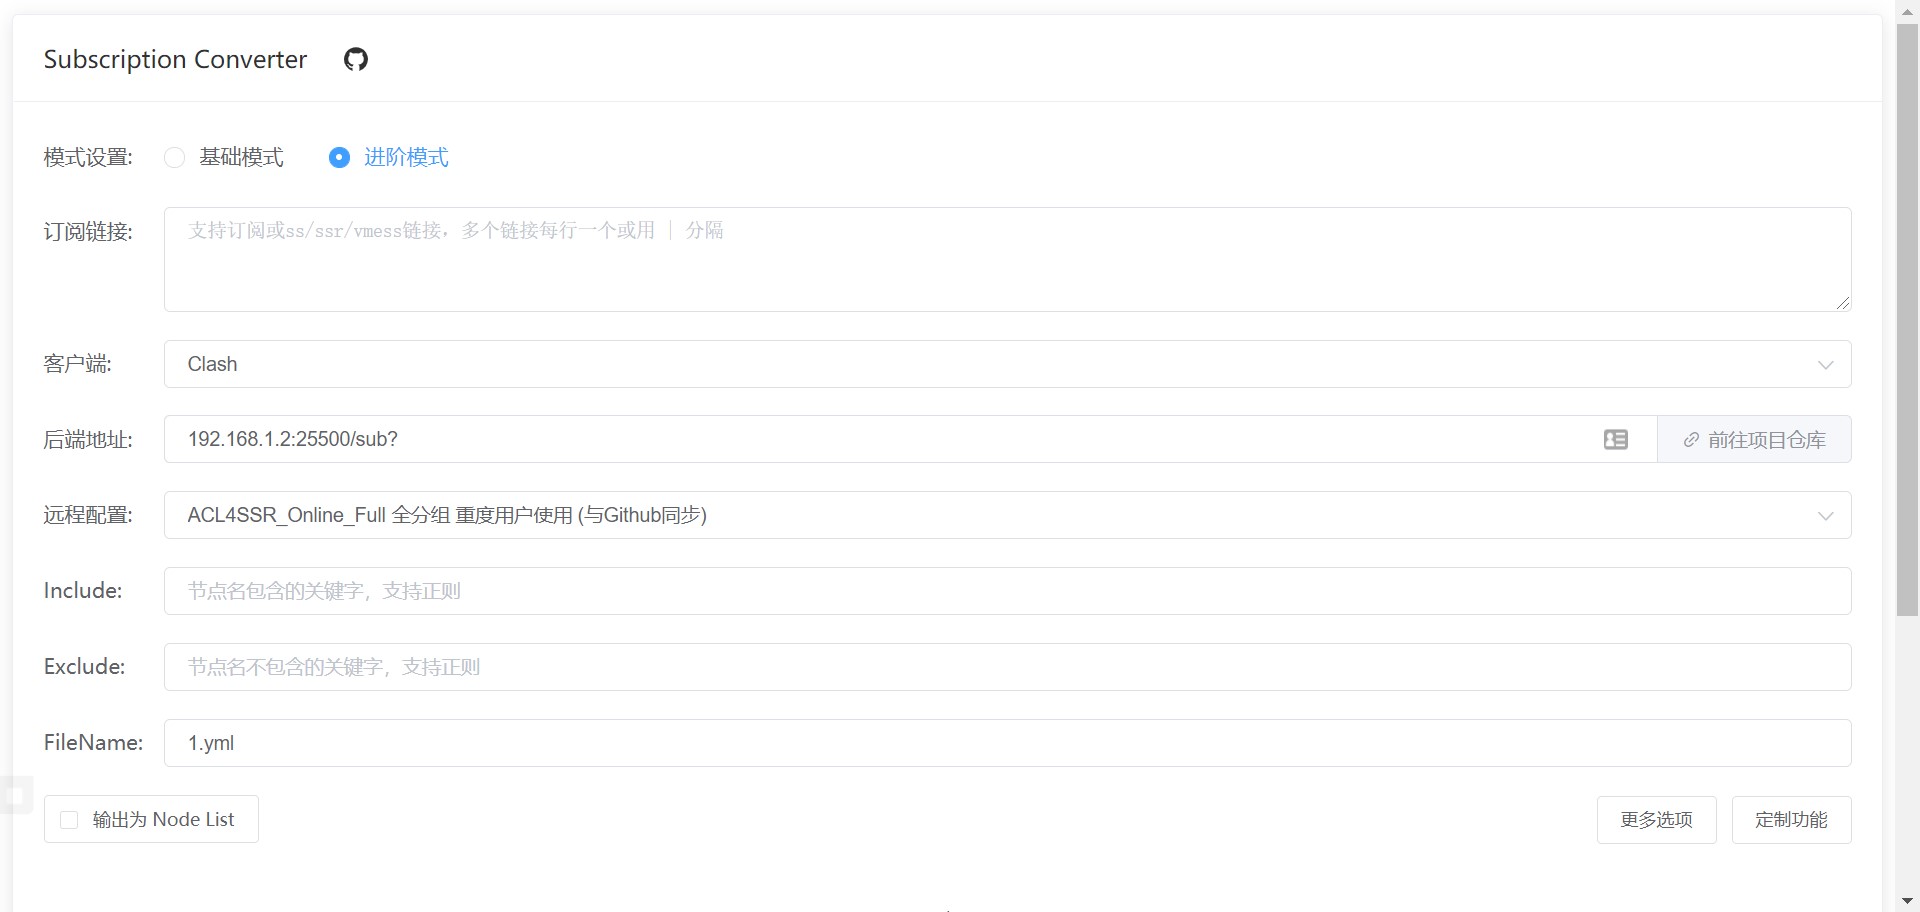 Subscription Converter
模式设置: 基础模式 进阶模式
订阅链接: 支持订阅或ss/ssr/vmess链接，多个链接每行一个或用 | 分隔
客户端: Clash
后端地址: 192.168.1.2:25500/sub? 前往项目仓库
远程配置: ACL4SSR_Online_Full 全分组 重度用户使用 (与Github同步)
Include: 节点名包含的关键字，支持正则
Exclude: 节点名不包含的关键字，支持正则
FileName: 1.yml
输出为 Node List 更多选项 定制功能